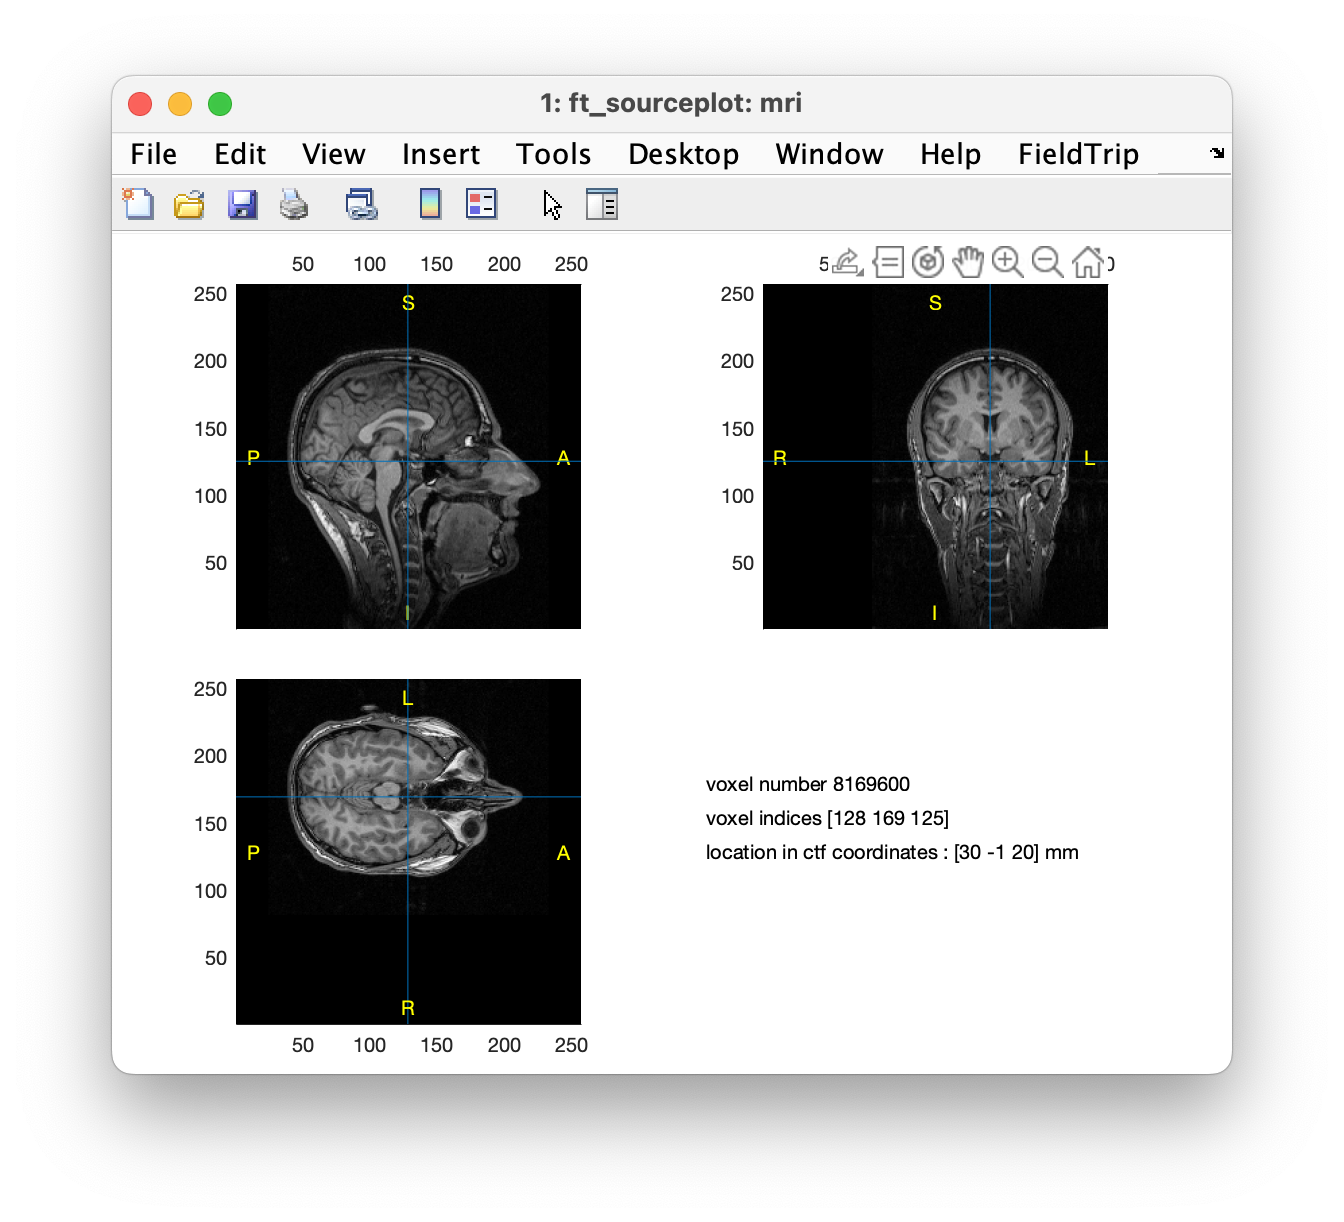 1: ft_sourceplot: mri
File Edit View Insert Tools Desktop Window Help FieldTrip
50 100 150 200 250
250
200
150
100
50
S
P
A
I
250
200
150
100
50
S
R
L
I
250
200
150
100
50
L
P
A
R
50 100 150 200 250
voxel number 8169600
voxel indices [128 169 125]
location in ctf coordinates : [30 -1 20] mm